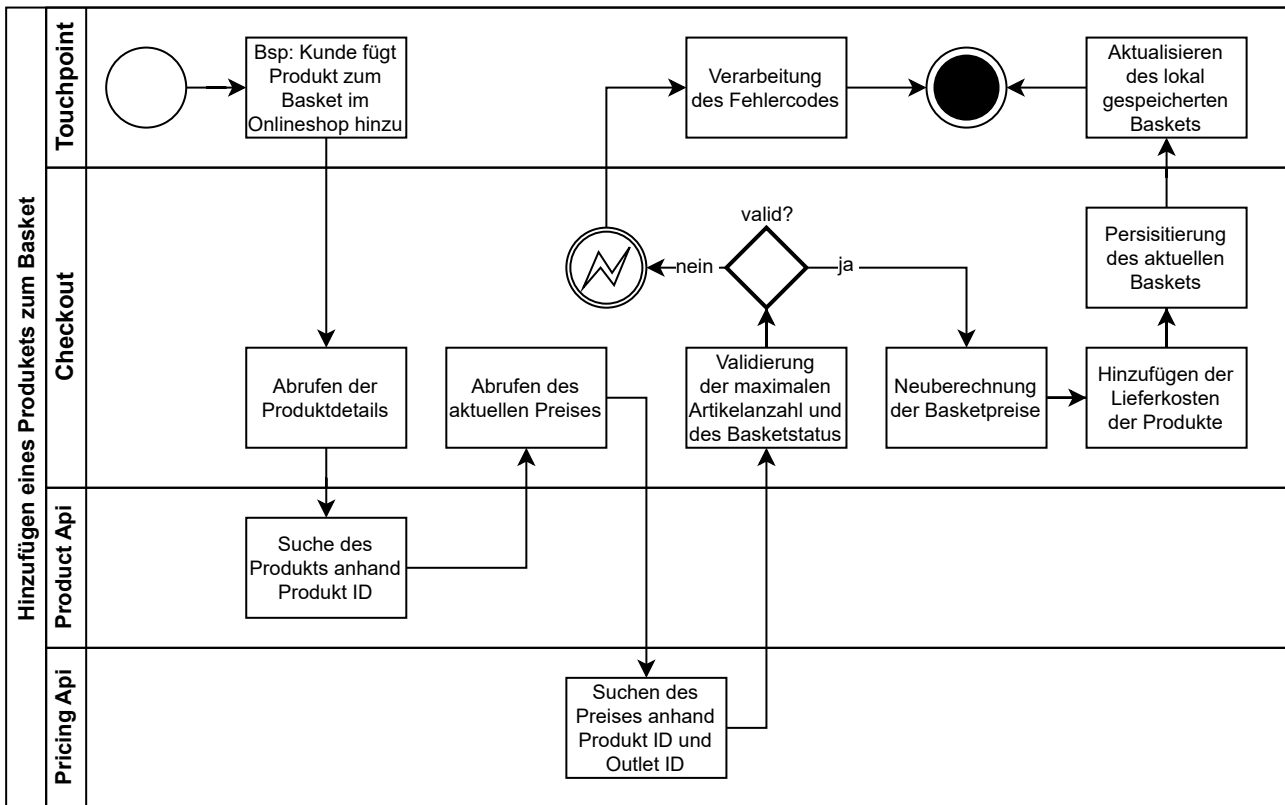 Hinzufügen eines Produkets zum Basket
Touchpoint
Bsp: Kunde fügt
Produkt zum
Basket im
Onlineshop hinzu
Verarbeitung
des Fehlercodes
Aktualisieren
des lokal
gespeicherten
Baskets
Checkout
valid?
nein
ja
Persisitierung
des aktuellen
Baskets
Abrufen der
Produktdetails
Abrufen des
aktuellen Preises
Validierung
der maximalen
Artikelanzahl und
des Basketstatus
Neuberechnung
der Basketpreise
Hinzufügen der
Lieferkosten
der Produkte
Product Api
Suche des
Produkts anhand
Produkt ID
Pricing Api
Suchen des
Preises anhand
Produkt ID und
Outlet ID